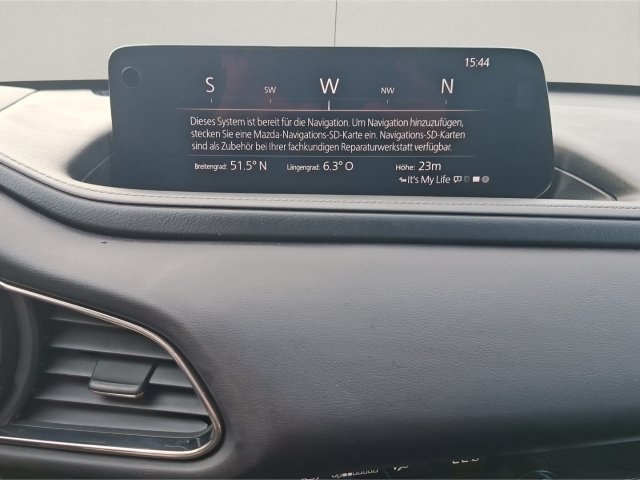 15:44
S SW W NW N
Dieses System ist bereit für die Navigation. Um Navigation hinzuzufügen,
stecken Sie eine Mazda-Navigations-SD-Karte ein. Navigations-SD-Karten
sind als Zubehör bei Ihrer fachkundigen Reparaturwerkstatt verfügbar.
Breitengrad: 51.5° N Längengrad: 6.3° O Höhe: 23m
It's My Life